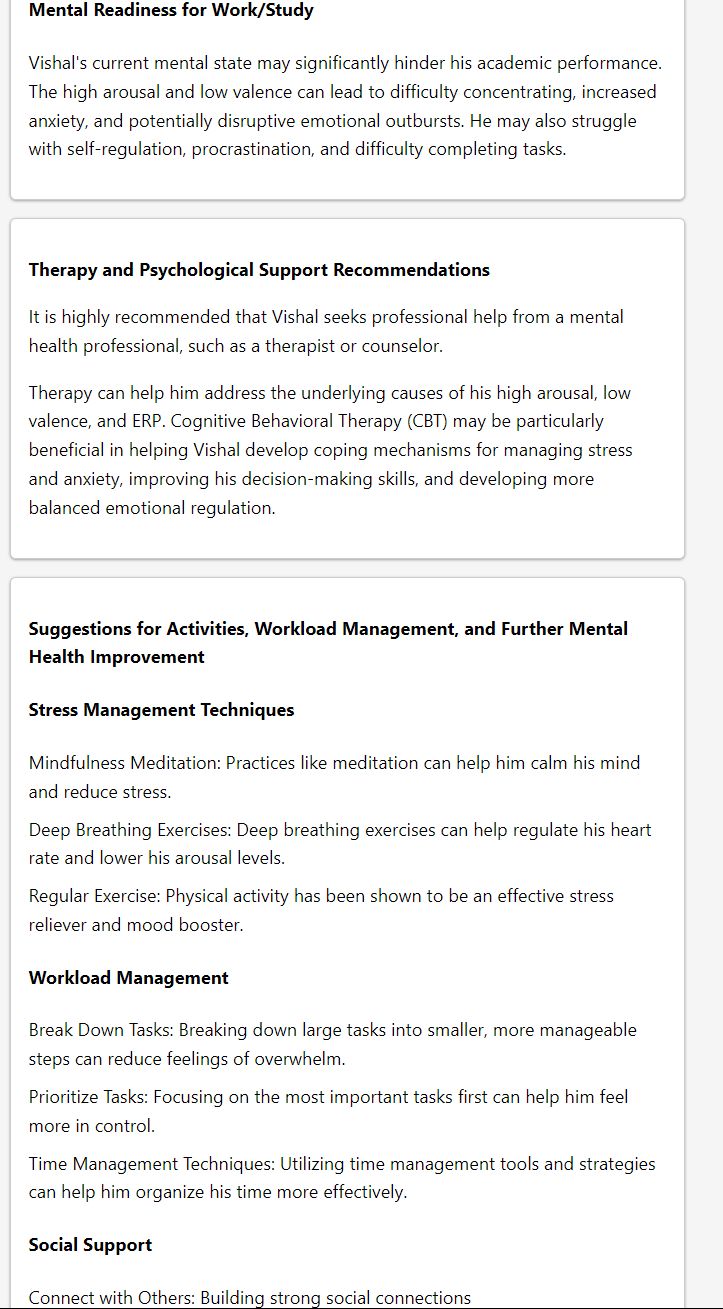 Mental Readiness for Work/Study
Vishal's current mental state may significantly hinder his academic performance.
The high arousal and low valence can lead to difficulty concentrating, increased
anxiety, and potentially disruptive emotional outbursts. He may also struggle
with self-regulation, procrastination, and difficulty completing tasks.
Therapy and Psychological Support Recommendations
It is highly recommended that Vishal seeks professional help from a mental
health professional, such as a therapist or counselor.
Therapy can help him address the underlying causes of his high arousal, low
valence, and ERP. Cognitive Behavioral Therapy (CBT) may be particularly
beneficial in helping Vishal develop coping mechanisms for managing stress
and anxiety, improving his decision-making skills, and developing more
balanced emotional regulation.
Suggestions for Activities, Workload Management, and Further Mental
Health Improvement
Stress Management Techniques
Mindfulness Meditation: Practices like meditation can help him calm his mind
and reduce stress.
Deep Breathing Exercises: Deep breathing exercises can help regulate his heart
rate and lower his arousal levels.
Regular Exercise: Physical activity has been shown to be an effective stress
reliever and mood booster.
Workload Management
Break Down Tasks: Breaking down large tasks into smaller, more manageable
steps can reduce feelings of overwhelm.
Prioritize Tasks: Focusing on the most important tasks first can help him feel
more in control.
Time Management Techniques: Utilizing time management tools and strategies
can help him organize his time more effectively.
Social Support
Connect with Others: Building strong social connections